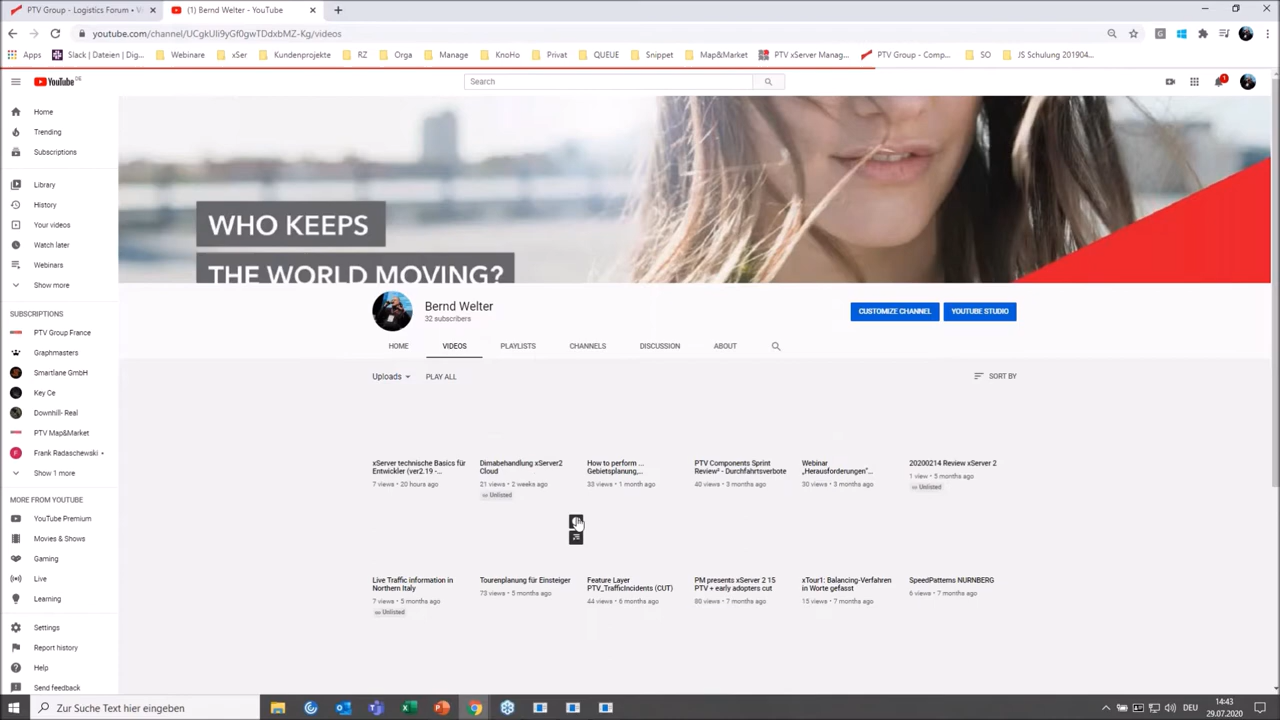 PTV Group - Logistics Forum • V
(1) Bernd Welter - YouTube
youtube.com/channel/UCgkUIi9yGf0gwTDdxbMZ-Kg/videos
Apps Slack | Dateien | Dig... Webinare xSer Kundenprojekte RZ Orga Manage KnoHo Privat QUEUE Snippet Map&Market PTV xServer Manag... PTV Group - Comp... SO JS Schulung 201904...
YouTube DE
Search
1
Home
Trending
Subscriptions
Library
History
Your videos
Watch later
Webinars
Show more
SUBSCRIPTIONS
PTV Group France
Graphmasters
Smartlane GmbH
Key Ce
Downhill- Real
PTV Map&Market
Frank Radaschewski
Show 1 more
MORE FROM YOUTUBE
YouTube Premium
Movies & Shows
Gaming
Live
Learning
Settings
Report history
Help
Send feedback
WHO KEEPS
THE WORLD MOVING?
Bernd Welter
32 subscribers
CUSTOMIZE CHANNEL YOUTUBE STUDIO
HOME VIDEOS PLAYLISTS CHANNELS DISCUSSION ABOUT
Uploads PLAY ALL SORT BY
xServer technische Basics für
Entwickler (ver2.19 -...
7 views • 20 hours ago
Dimabehandlung xServer2
Cloud
21 views • 2 weeks ago
Unlisted
How to perform ...
Gebietsplanung,...
33 views • 1 month ago
PTV Components Sprint
Review² - Durchfahrtsverbote
40 views • 3 months ago
Webinar
„Herausforderungen"...
30 views • 3 months ago
20200214 Review xServer 2
1 view • 5 months ago
Unlisted
Live Traffic information in
Northern Italy
7 views • 5 months ago
Unlisted
Tourenplanung für Einsteiger
73 views • 5 months ago
Feature Layer
PTV_TrafficIncidents (CUT)
44 views • 6 months ago
PM presents xServer 2 15
PTV + early adopters cut
80 views • 7 months ago
xTour1: Balancing-Verfahren
in Worte gefasst
15 views • 7 months ago
SpeedPatterns NURNBERG
6 views • 7 months ago
Zur Suche Text hier eingeben
DEU
14:43
29.07.2020